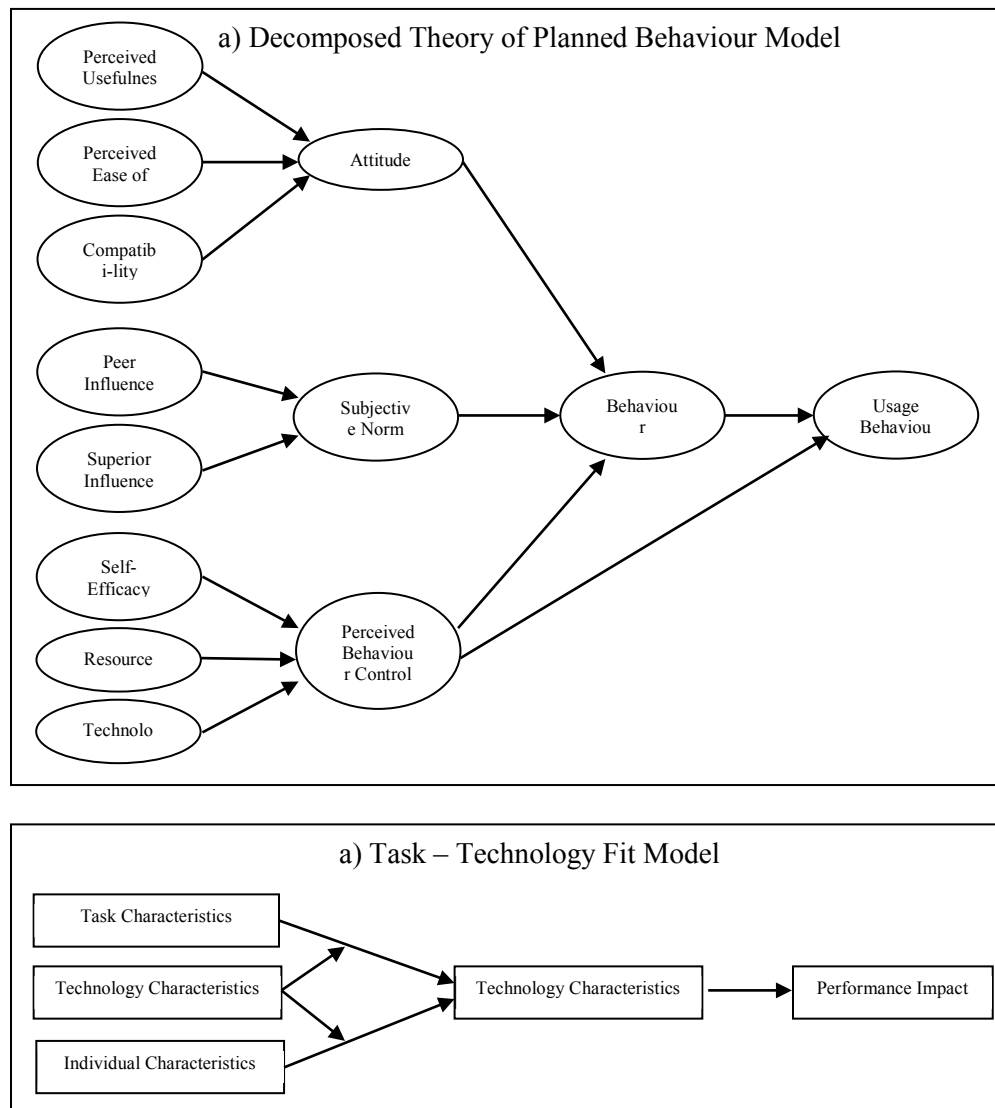 a) Decomposed Theory of Planned Behaviour Model
Perceived
Usefulnes
Perceived
Ease of
Compatib
i-lity
Attitude
Peer
Influence
Superior
Influence
Subjectiv
e Norm
Behaviou
r
Usage
Behaviou
Self-
Efficacy
Resource
Technolo
Perceived
Behaviou
r Control
a) Task – Technology Fit Model
Task Characteristics
Technology Characteristics
Individual Characteristics
Technology Characteristics
Performance Impact